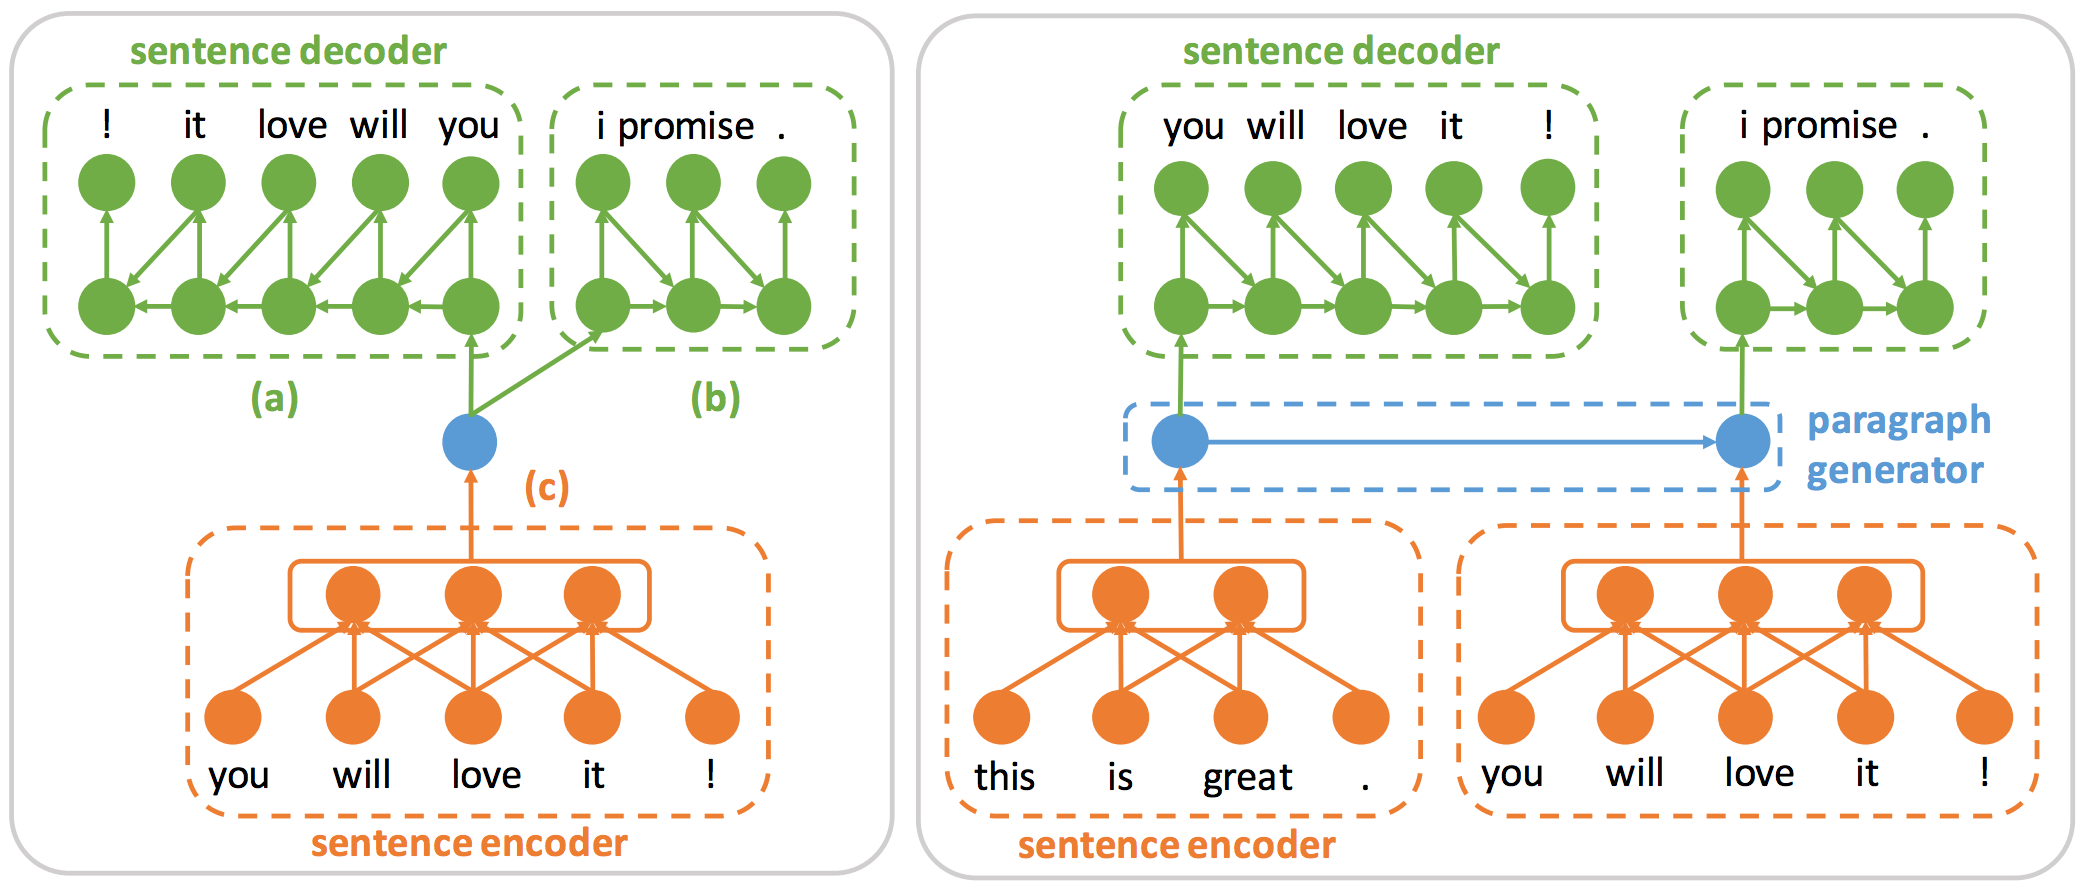 sentence decoder
! it love will you
i promise .
(a)
(b)
(c)
you will love it !
sentence encoder
sentence decoder
you will love it !
i promise .
paragraph
generator
this is great .
you will love it !
sentence encoder